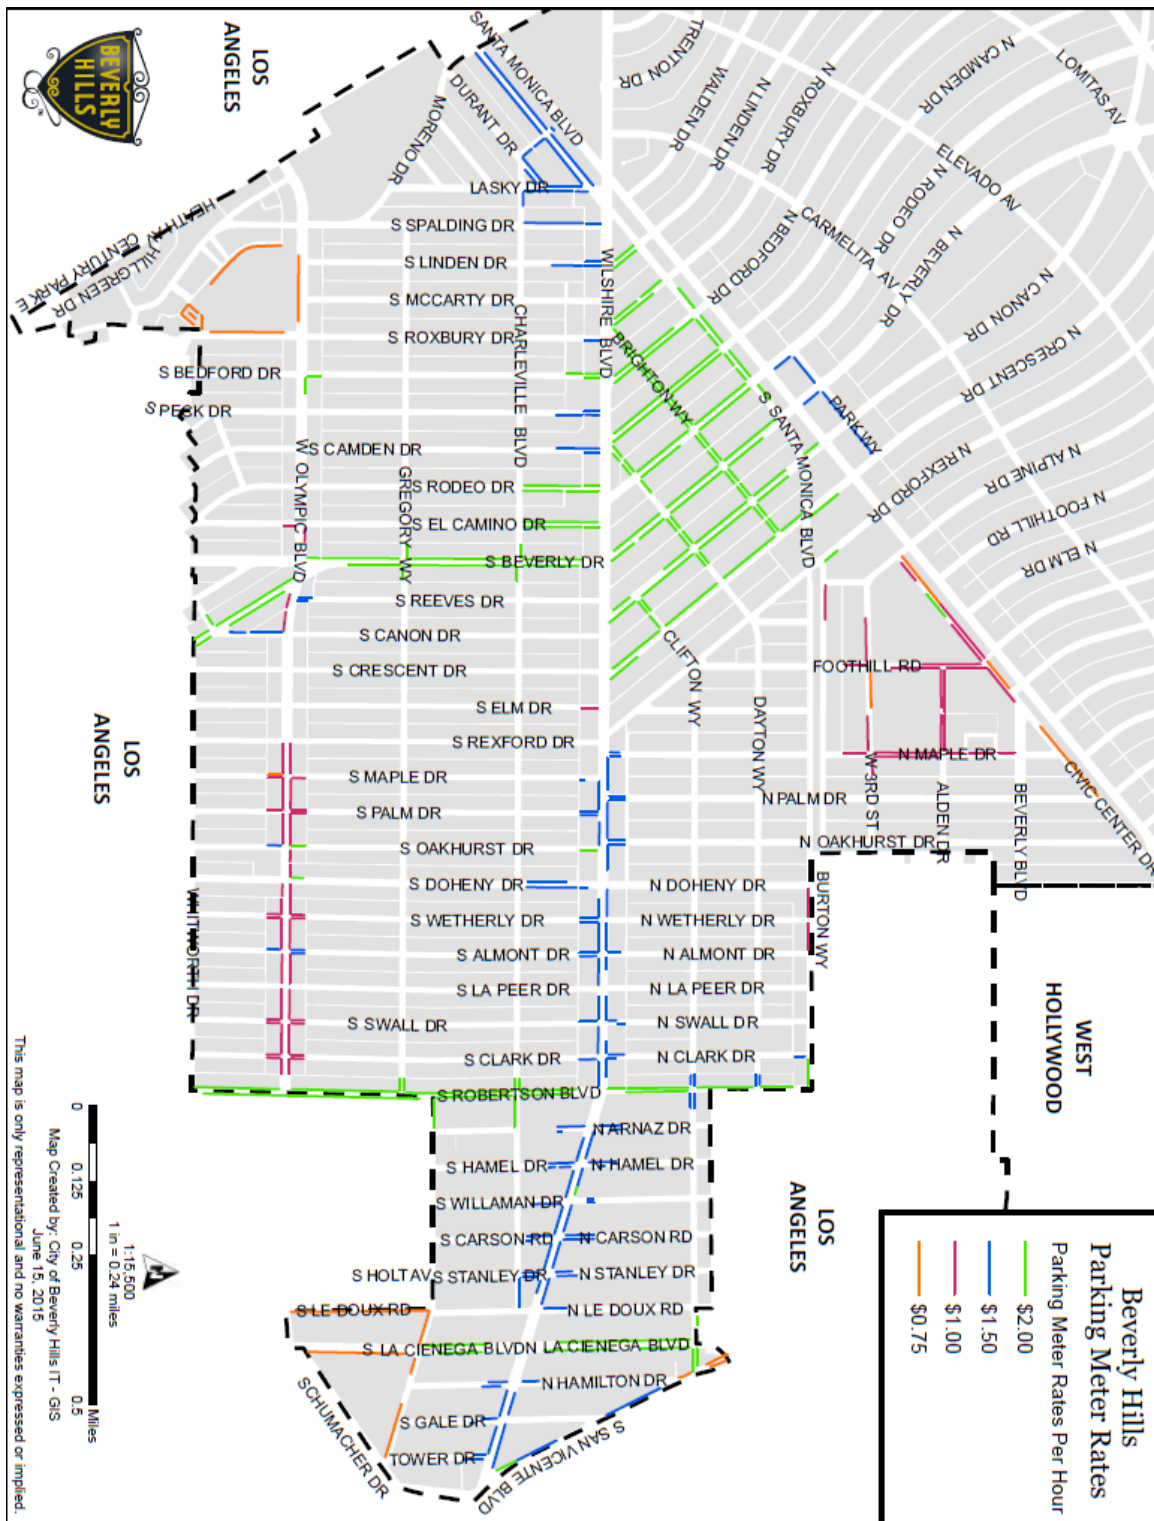 Beverly Hills
Parking Meter Rates
Parking Meter Rates Per Hour
$2.00
$1.50
$1.00
$0.75
BEVERLY
HILLS
LOS
ANGELES
LOS
ANGELES
LOS
ANGELES
WEST
HOLLYWOOD
SANTA MONICA BLVD
TRENTON DR
WALDEN DR
N LINDEN DR
N ROXBURY DR
N CAMDEN DR
LOMITAS AV
ELEVADO AV
N RODEO DR
N BEDFORD DR
CARMELITA AV
N BEVERLY DR
N CANON DR
N CRESCENT DR
N REXFORD DR
N ALPINE DR
N FOOTHILL RD
N ELM DR
PARK WY
MORENO DR
DURANT DR
LASKY DR
S SPALDING DR
S LINDEN DR
S MCCARTY DR
S ROXBURY DR
S BEDFORD DR
S PECK DR
S CAMDEN DR
S RODEO DR
S EL CAMINO DR
S BEVERLY DR
S REEVES DR
S CANON DR
S CRESCENT DR
S ELM DR
S REXFORD DR
S MAPLE DR
S PALM DR
S OAKHURST DR
S DOHENY DR
S WETHERLY DR
S ALMONT DR
S LA PEER DR
S SWALL DR
S CLARK DR
S ROBERTSON BLVD
HEATH AV
CENTURY PARK E
HILLGREEN DR
WILSHIRE BLVD
CHARLEVILLE BLVD
GREGORY WY
W OLYMPIC BLVD
WHITWORTH DR
BRIGHTON WY
S SANTA MONICA BLVD
CLIFTON WY
DAYTON WY
BURTON WY
FOOTHILL RD
N MAPLE DR
W 3RD ST
ALDEN DR
BEVERLY BLVD
CIVIC CENTER DR
N PALM DR
N OAKHURST DR
N DOHENY DR
N WETHERLY DR
N ALMONT DR
N LA PEER DR
N SWALL DR
N CLARK DR
N ARNAZ DR
S HAMEL DR
N HAMEL DR
S WILLAMAN DR
S CARSON RD
N CARSON RD
S HOLT AV
S STANLEY DR
N STANLEY DR
S LE DOUX RD
N LE DOUX RD
S LA CIENEGA BLVD
N LA CIENEGA BLVD
N HAMILTON DR
S GALE DR
TOWER DR
SCHUMACHER DR
S SAN VICENTE BLVD
N
1:15,500
1 in = 0.24 miles
0 0.125 0.25 0.5
Miles
Map Created by: City of Beverly Hills IT - GIS
June 15, 2015
This map is only representational and no warranties expressed or implied.